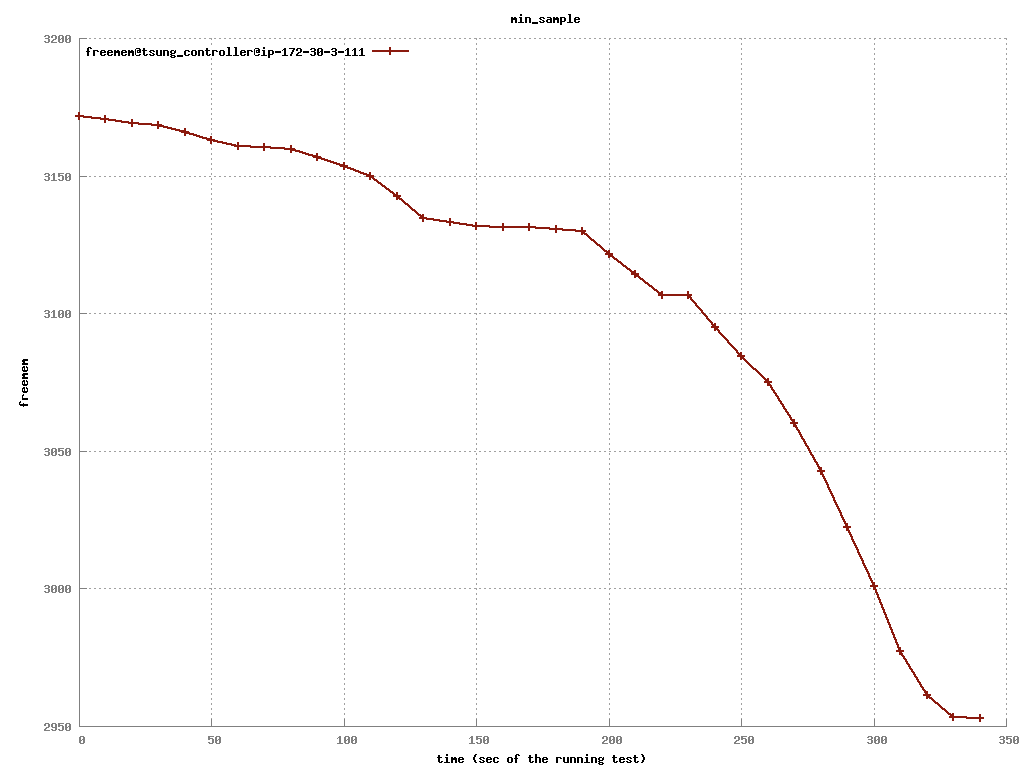 min_sample
3200
freemem@tsung_controller@ip-172-30-3-111
3150
3100
freemem
3050
3000
2950
0 50 100 150 200 250 300 350
time (sec of the running test)